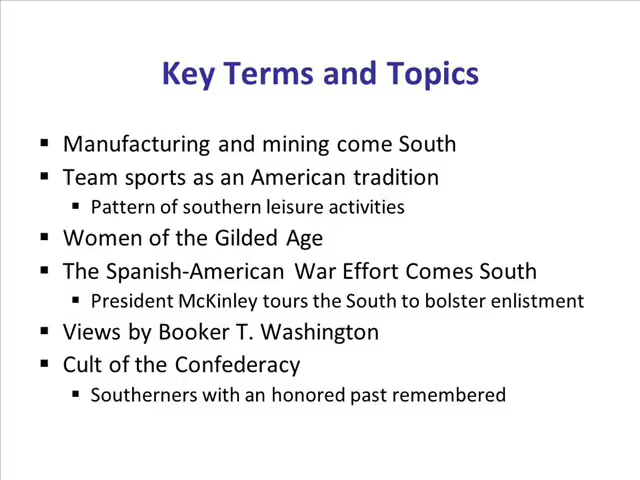 Key Terms and Topics
▪ Manufacturing and mining come South
▪ Team sports as an American tradition
▪ Pattern of southern leisure activities
▪ Women of the Gilded Age
▪ The Spanish-American War Effort Comes South
▪ President McKinley tours the South to bolster enlistment
▪ Views by Booker T. Washington
▪ Cult of the Confederacy
▪ Southerners with an honored past remembered